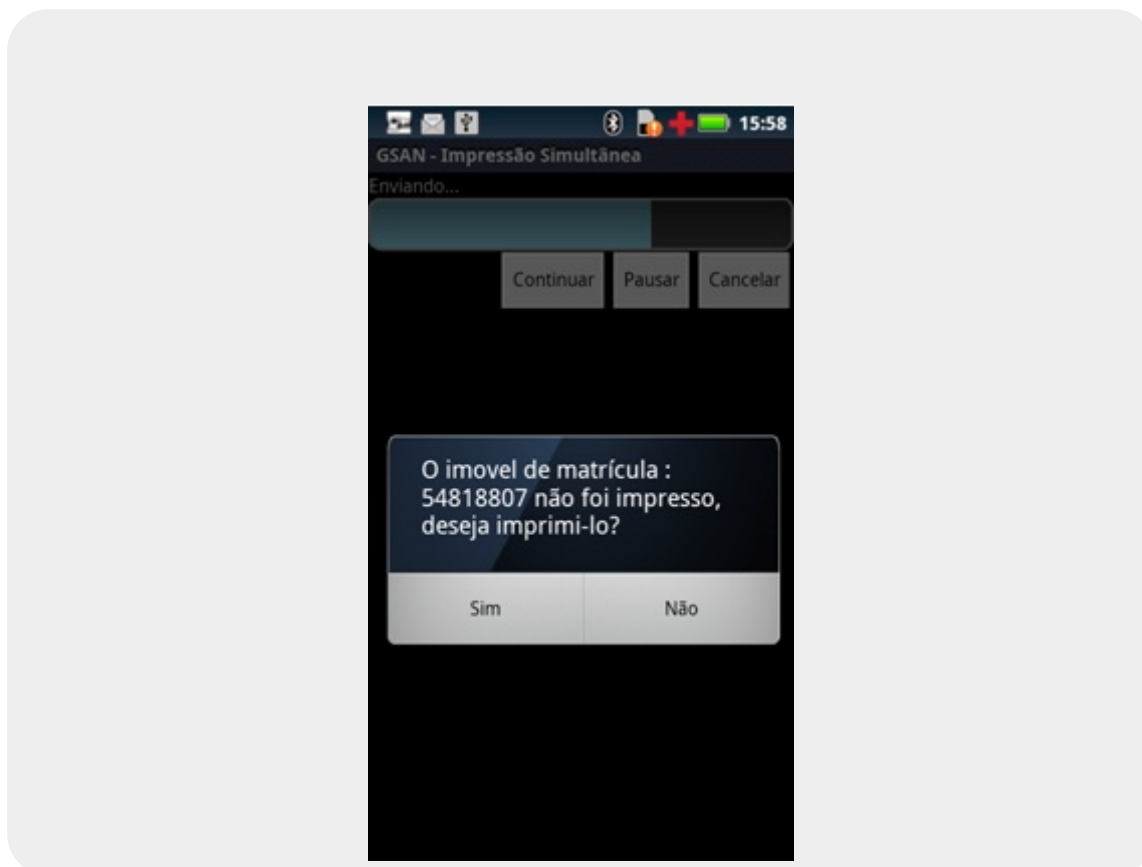 15:58
GSAN - Impressão Simultânea
Enviando...
Continuar Pausar Cancelar
O imovel de matrícula :
54818807 não foi impresso,
deseja imprimi-lo?
Sim Não